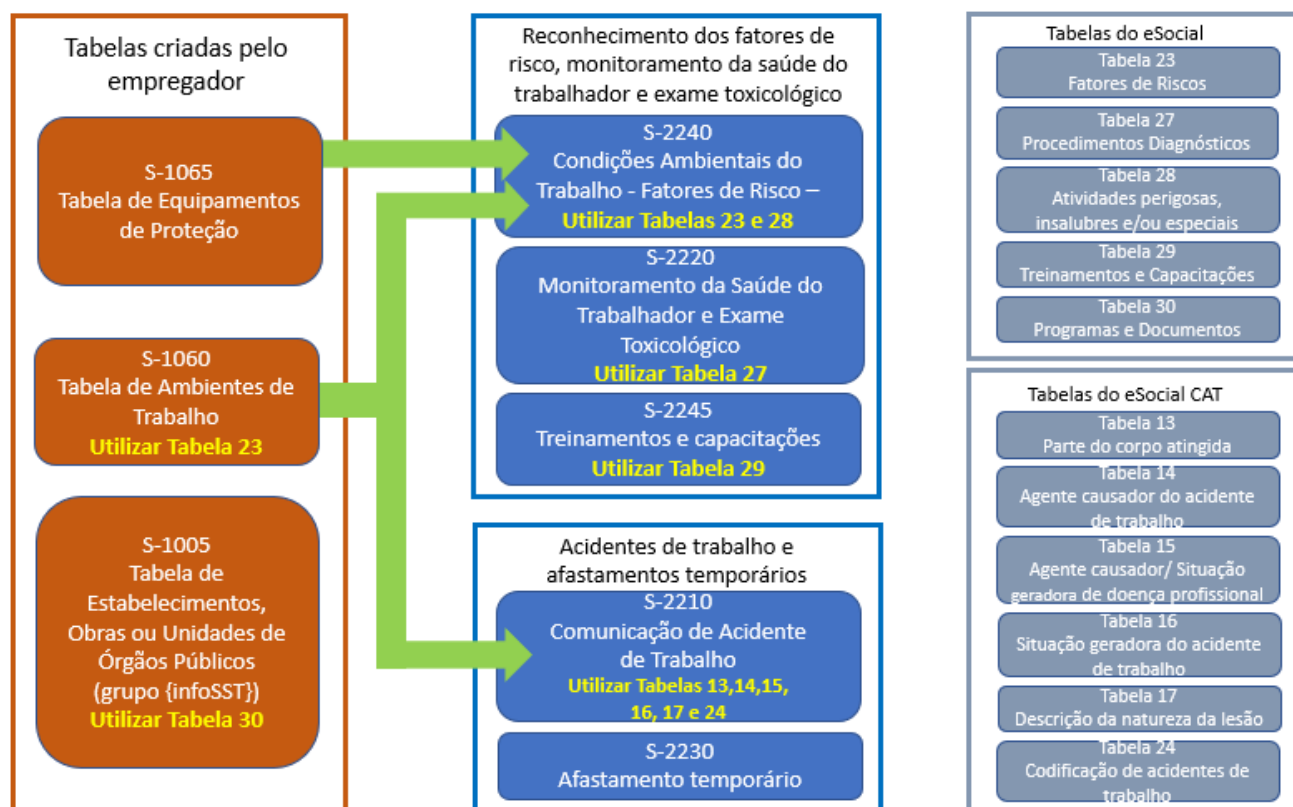 Tabelas criadas pelo
empregador
S-1065
Tabela de Equipamentos
de Proteção
S-1060
Tabela de Ambientes de
Trabalho
Utilizar Tabela 23
S-1005
Tabela de
Estabelecimentos,
Obras ou Unidades de
Órgãos Públicos
(grupo {infoSST})
Utilizar Tabela 30
Reconhecimento dos fatores de
risco, monitoramento da saúde do
trabalhador e exame toxicológico
S-2240
Condições Ambientais do
Trabalho - Fatores de Risco –
Utilizar Tabelas 23 e 28
S-2220
Monitoramento da Saúde do
Trabalhador e Exame
Toxicológico
Utilizar Tabela 27
S-2245
Treinamentos e capacitações
Utilizar Tabela 29
Acidentes de trabalho e
afastamentos temporários
S-2210
Comunicação de Acidente
de Trabalho
Utilizar Tabelas 13,14,15,
16, 17 e 24
S-2230
Afastamento temporário
Tabelas do eSocial
Tabela 23
Fatores de Riscos
Tabela 27
Procedimentos Diagnósticos
Tabela 28
Atividades perigosas,
insalubres e/ou especiais
Tabela 29
Treinamentos e Capacitações
Tabela 30
Programas e Documentos
Tabelas do eSocial CAT
Tabela 13
Parte do corpo atingida
Tabela 14
Agente causador do acidente
de trabalho
Tabela 15
Agente causador/ Situação
geradora de doença profissional
Tabela 16
Situação geradora do acidente
de trabalho
Tabela 17
Descrição da natureza da lesão
Tabela 24
Codificação de acidentes de
trabalho